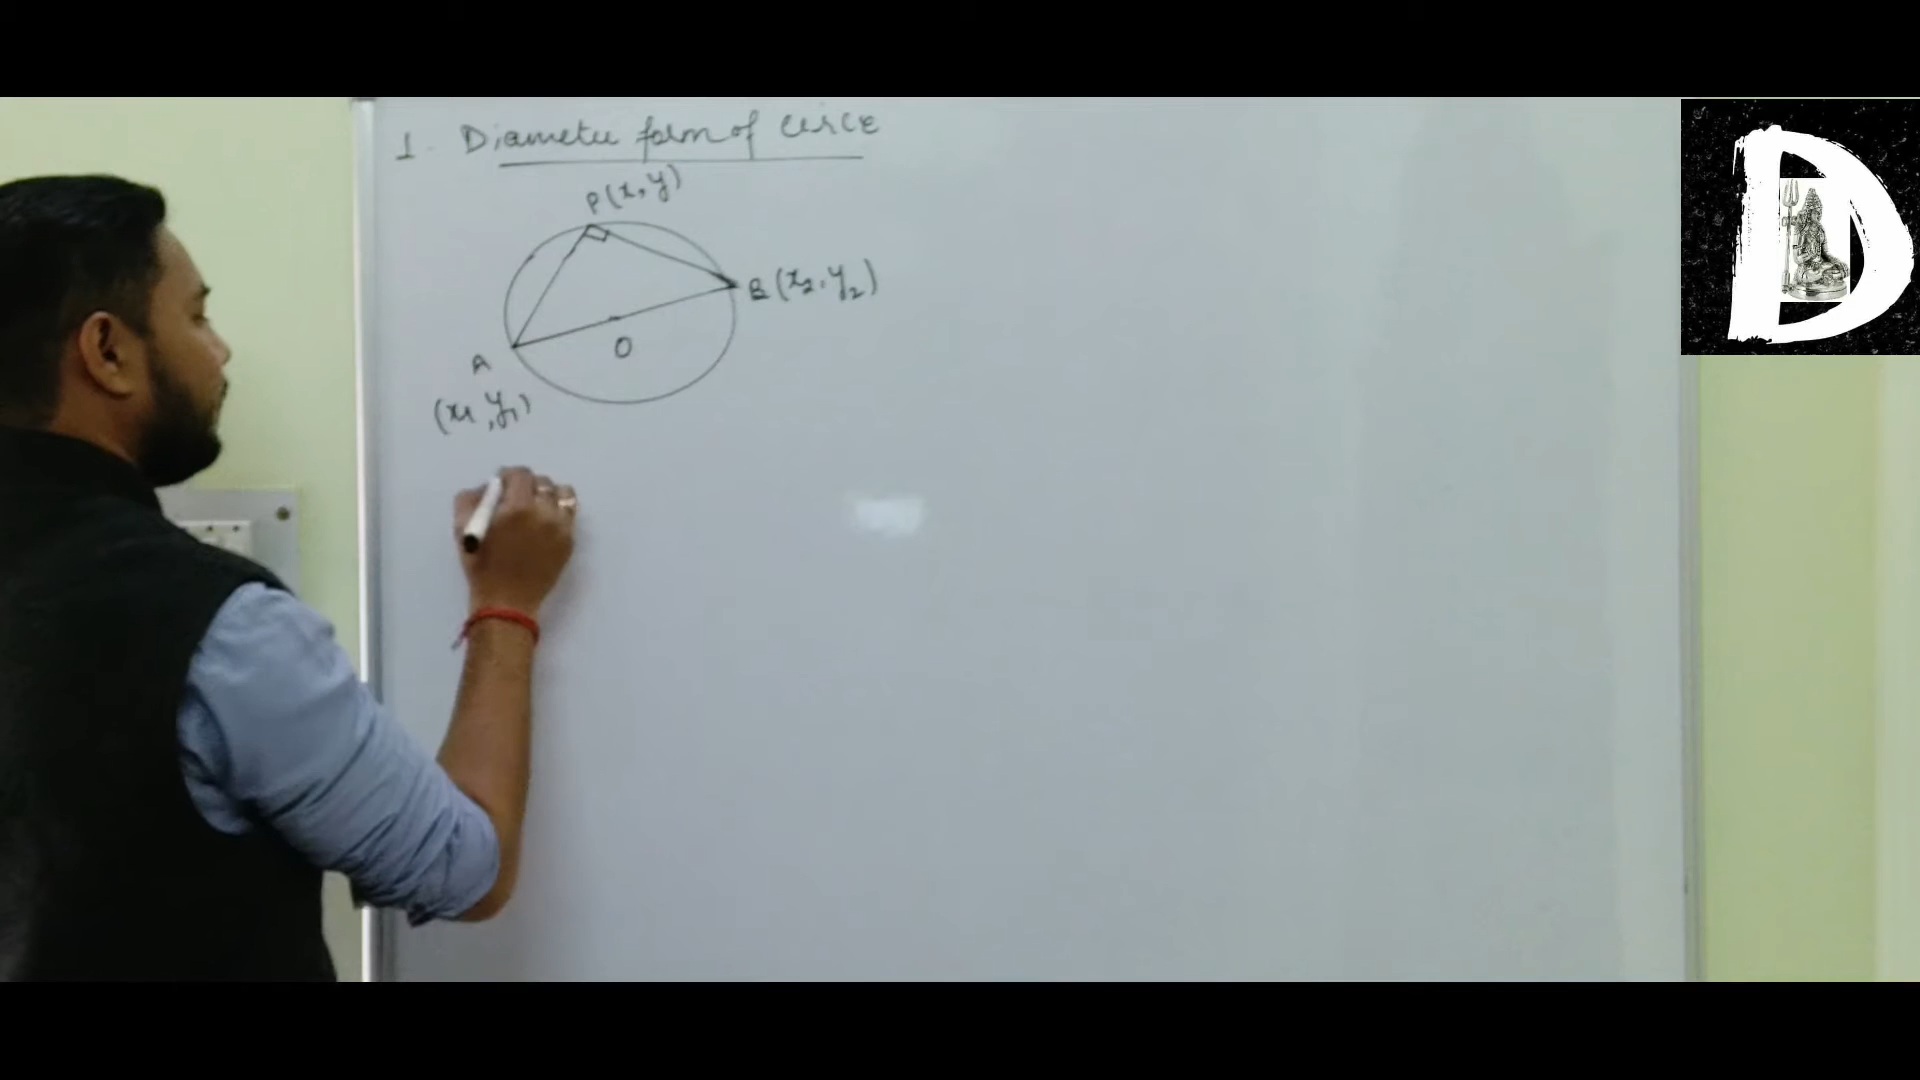 1. Diameter form of circle
P(x,y)
B(x₂,y₂)
O
A
(x₁,y₁)
D